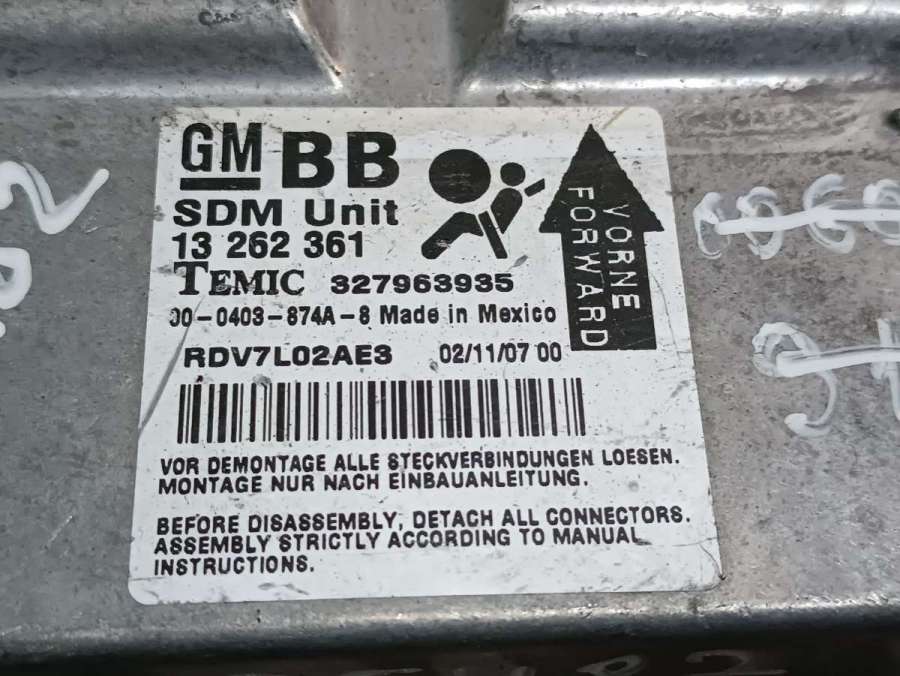 GM BB
SDM Unit
13 262 361
TEMIC 327963935
00-0403-874A-8 Made in Mexico
RDV7L02AE3 02/11/07 00
VORNE
FORWARD
VOR DEMONTAGE ALLE STECKVERBINDUNGEN LOESEN.
MONTAGE NUR NACH EINBAUANLEITUNG.
BEFORE DISASSEMBLY, DETACH ALL CONNECTORS.
ASSEMBLY STRICTLY ACCORDING TO MANUAL
INSTRUCTIONS.